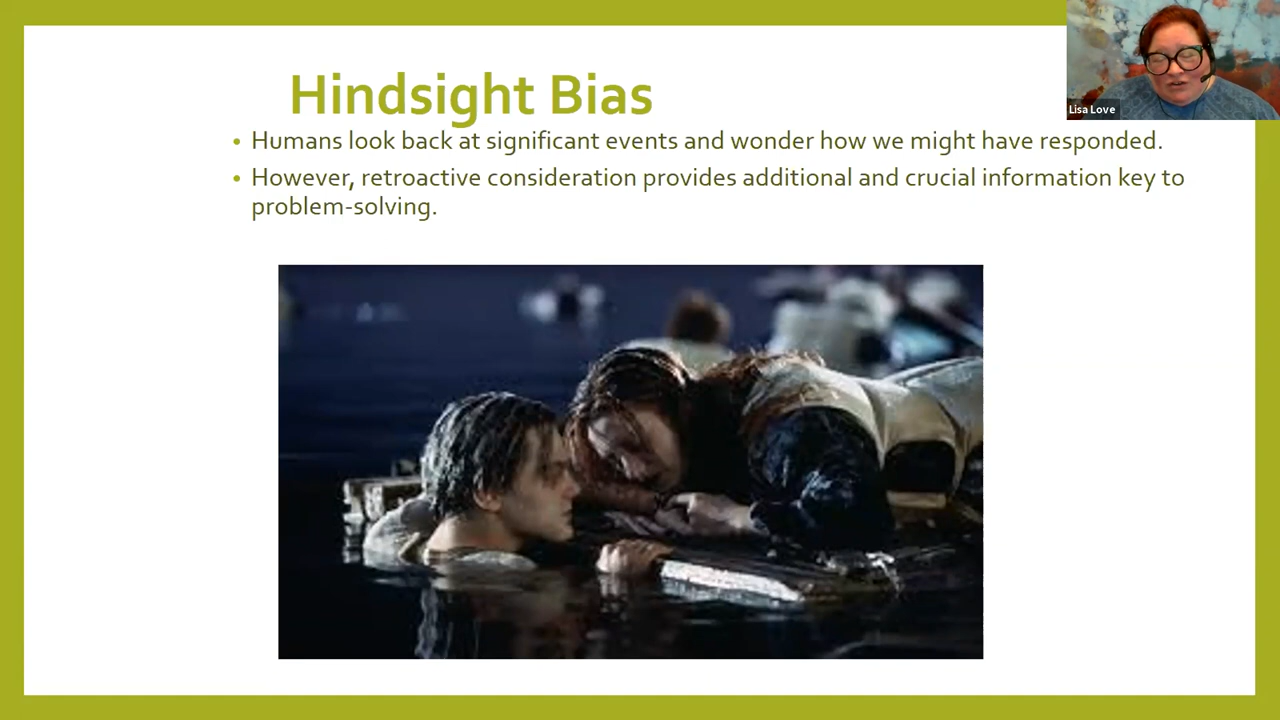 Hindsight Bias
Lisa Love
• Humans look back at significant events and wonder how we might have responded.
• However, retroactive consideration provides additional and crucial information key to
problem-solving.